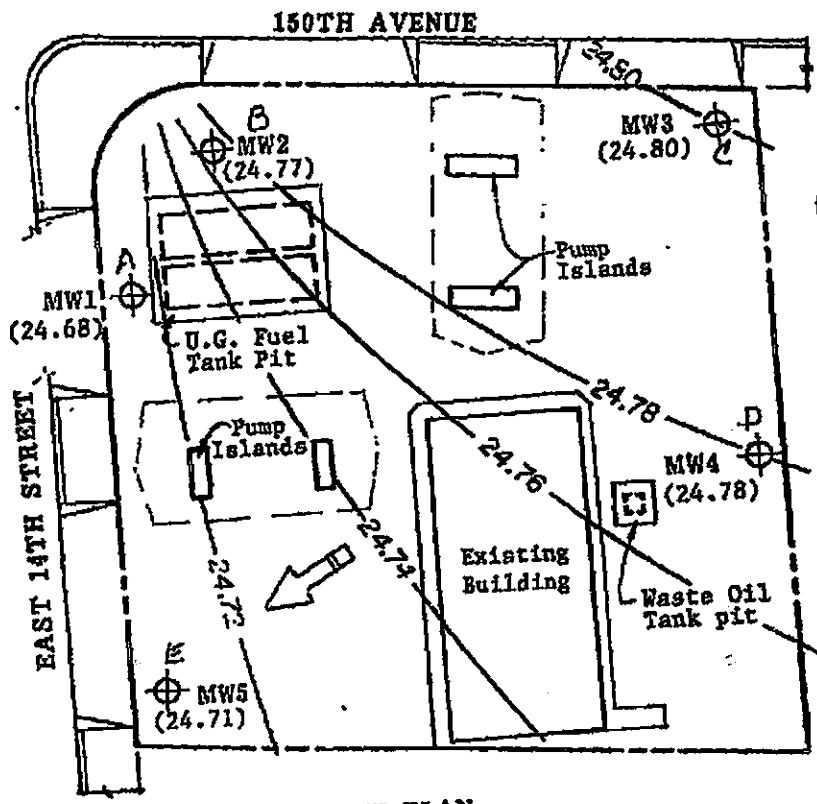 150TH AVENUE
24.80
B
MW2
(24.77)
MW3
(24.80)
C
A
MW1
(24.68)
Pump
Islands
U.G. Fuel
Tank Pit
24.78
D
Pump
Islands
24.76
MW4
(24.78)
EAST 14TH STREET
24.74
24.72
Existing
Building
Waste Oil
Tank pit
E
MW5
(24.71)